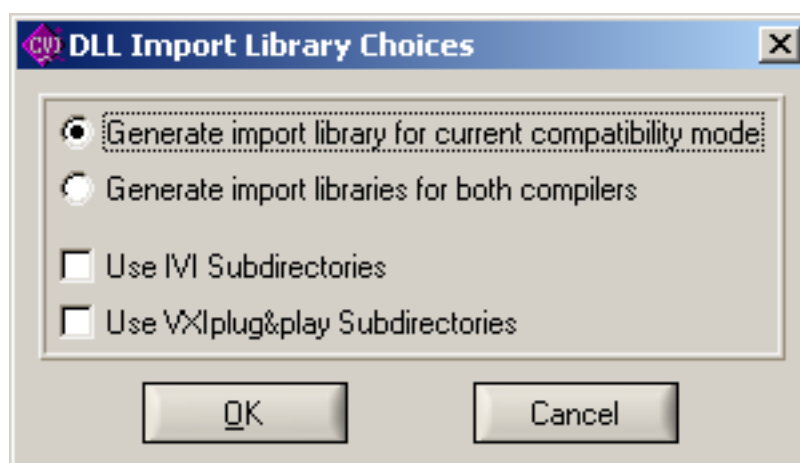 CVI DLL Import Library Choices
Generate import library for current compatibility mode
Generate import libraries for both compilers
Use IVI Subdirectories
Use VXIplug&play Subdirectories
OK Cancel